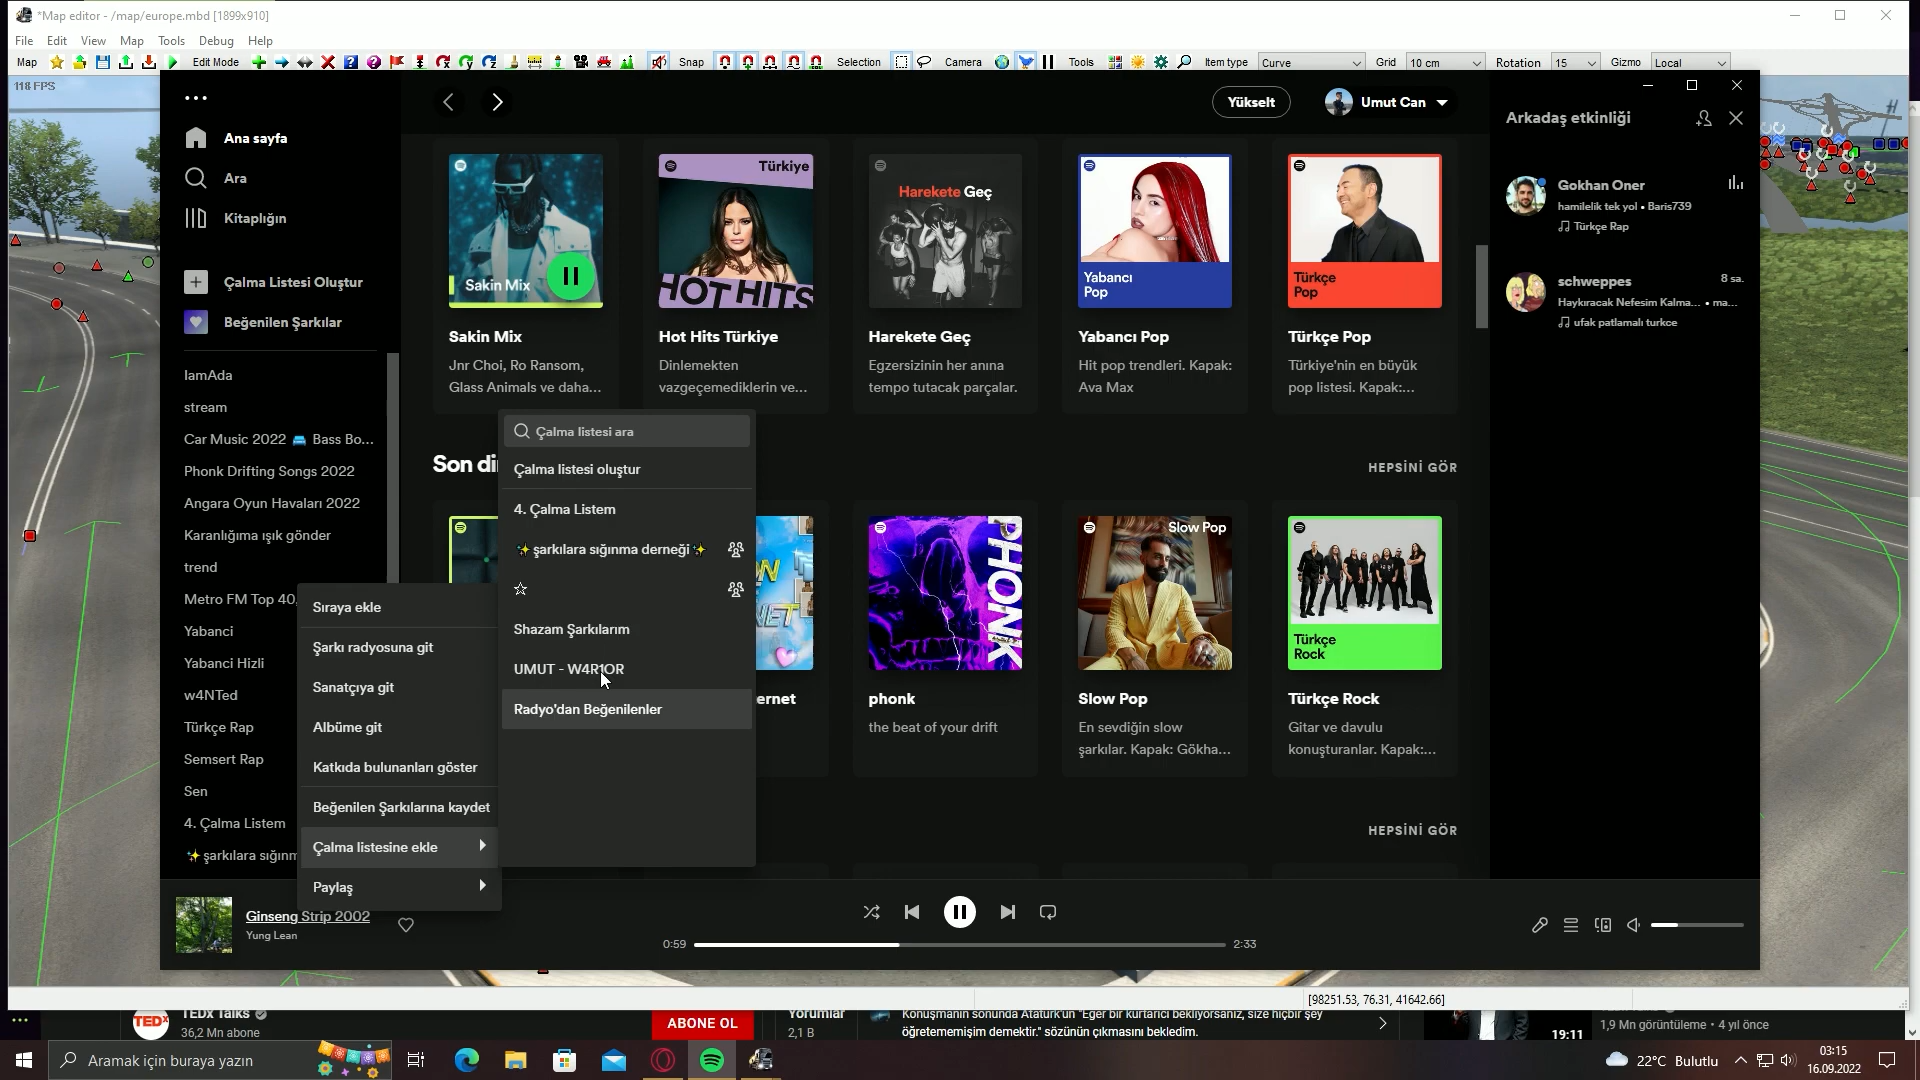 *Map editor - /map/europe.mbd [1899x910]
File Edit View Map Tools Debug Help
Map Edit Mode Snap Selection Camera Tools Item type Curve Grid 10 cm Rotation 15 Gizmo Local
118 FPS
Ana sayfa
Ara
Kitaplığın
Çalma Listesi Oluştur
Beğenilen Şarkılar
IamAda
stream
Car Music 2022 🚘 Bass Bo...
Phonk Drifting Songs 2022
Angara Oyun Havaları 2022
Karanlığıma ışık gönder
trend
Metro FM Top 40,
Yabanci
Yabanci Hizli
w4NTed
Türkçe Rap
Semsert Rap
Sen
4. Çalma Listem
✨şarkılara sığınm
Yükselt
Umut Can
Türkiye
Harekete Geç
Sakin Mix
HOT HITS
Yabancı
Pop
Türkçe
Pop
Sakin Mix
Jnr Choi, Ro Ransom,
Glass Animals ve daha...
Hot Hits Türkiye
Dinlemekten
vazgeçemediklerin ve...
Harekete Geç
Egzersizinin her anına
tempo tutacak parçalar.
Yabancı Pop
Hit pop trendleri. Kapak:
Ava Max
Türkçe Pop
Türkiye'nin en büyük
pop listesi. Kapak:...
Son di
HEPSİNİ GÖR
PHONK
Slow Pop
Türkçe
Rock
ernet
phonk
the beat of your drift
Slow Pop
En sevdiğin slow
şarkılar. Kapak: Gökha...
Türkçe Rock
Gitar ve davulu
konuşturanlar. Kapak:...
HEPSİNİ GÖR
Çalma listesi ara
Çalma listesi oluştur
4. Çalma Listem
✨şarkılara sığınma derneği✨
☆
Shazam Şarkılarım
UMUT - W4R1OR
Radyo'dan Beğenilenler
Sıraya ekle
Şarkı radyosuna git
Sanatçıya git
Albüme git
Katkıda bulunanları göster
Beğenilen Şarkılarına kaydet
Çalma listesine ekle
Paylaş
Arkadaş etkinliği
Gokhan Oner
hamilelik tek yol • Baris739
Türkçe Rap
schweppes 8 sa.
Haykıracak Nefesim Kalma... • ma...
ufak patlamalı turkce
Ginseng Strip 2002
Yung Lean
0:59
2:33
[98251.53, 76.31, 41642.66]
TEDx
TEDx Talks
36,2 Mn abone
ABONE OL
Yorumlar
2,1 B
Konuşmanın sonunda Atatürk'ün "Eğer bir kurtarıcı bekliyorsanız, size hiçbir şey
öğretememişim demektir." sözünün çıkmasını bekledim.
19:11
1,9 Mn görüntüleme • 4 yıl önce
Aramak için buraya yazın
22°C Bulutlu
03:15
16.09.2022